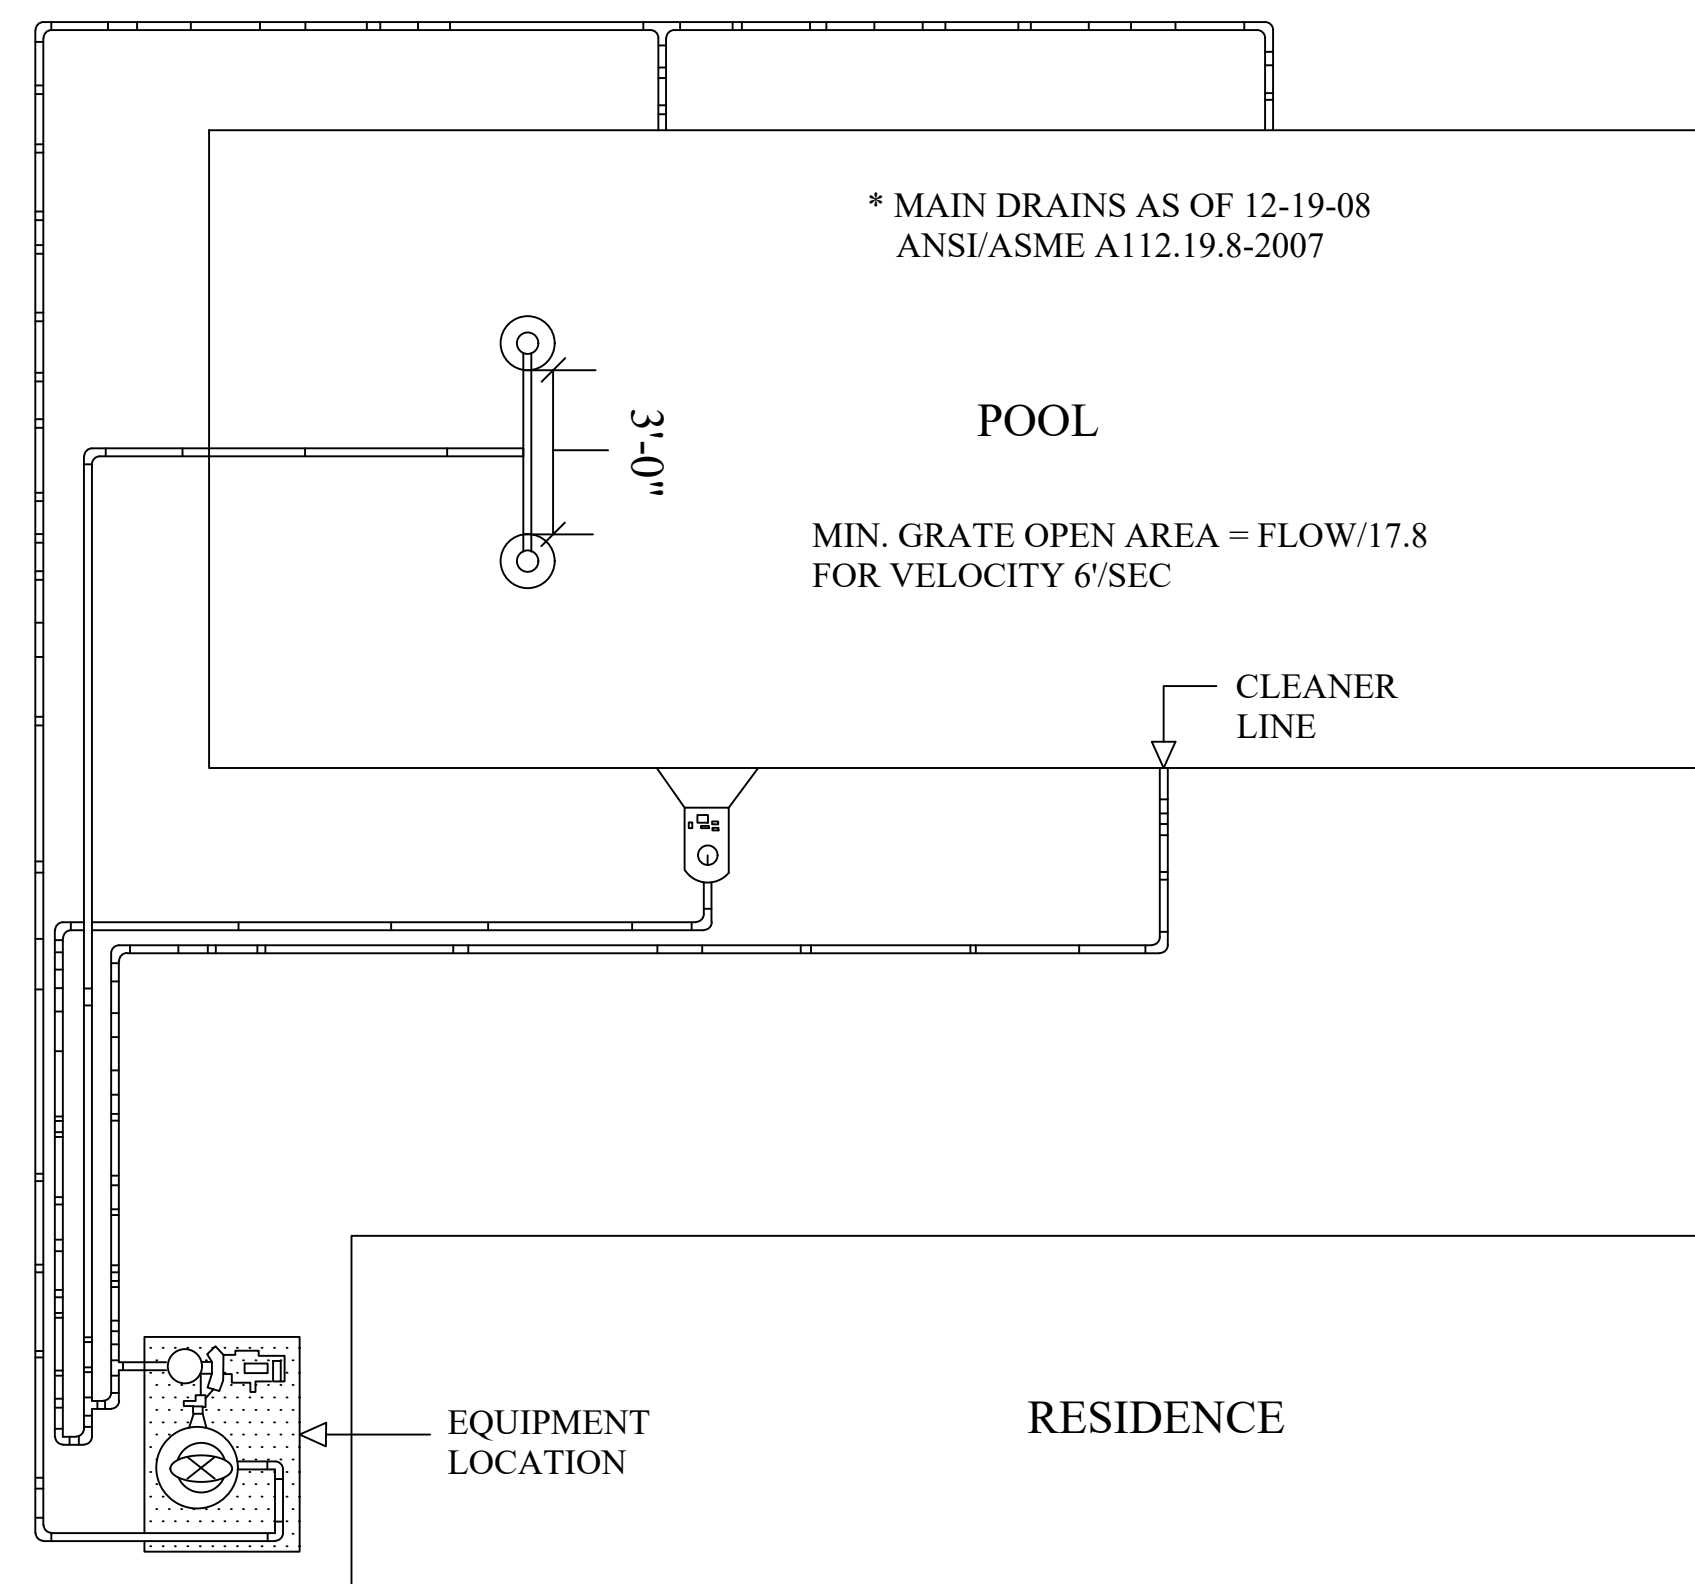 * MAIN DRAINS AS OF 12-19-08
ANSI/ASME A112.19.8-2007
POOL
3'-0"
MIN. GRATE OPEN AREA = FLOW/17.8
FOR VELOCITY 6'/SEC
CLEANER
LINE
RESIDENCE
EQUIPMENT
LOCATION